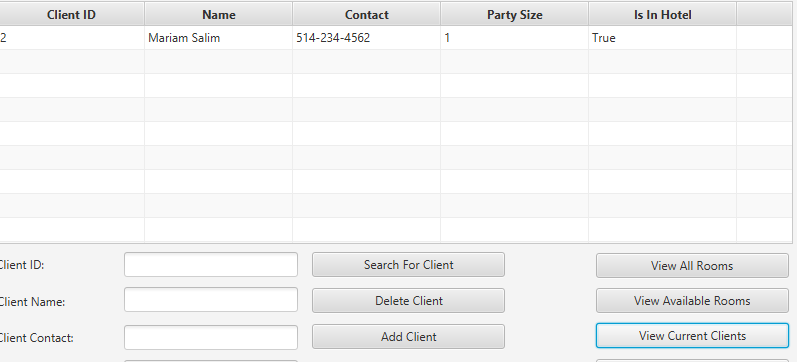 Client ID Name Contact Party Size Is In Hotel
2 Mariam Salim 514-234-4562 1 True
Client ID: Search For Client View All Rooms
Client Name: Delete Client View Available Rooms
Client Contact: Add Client View Current Clients